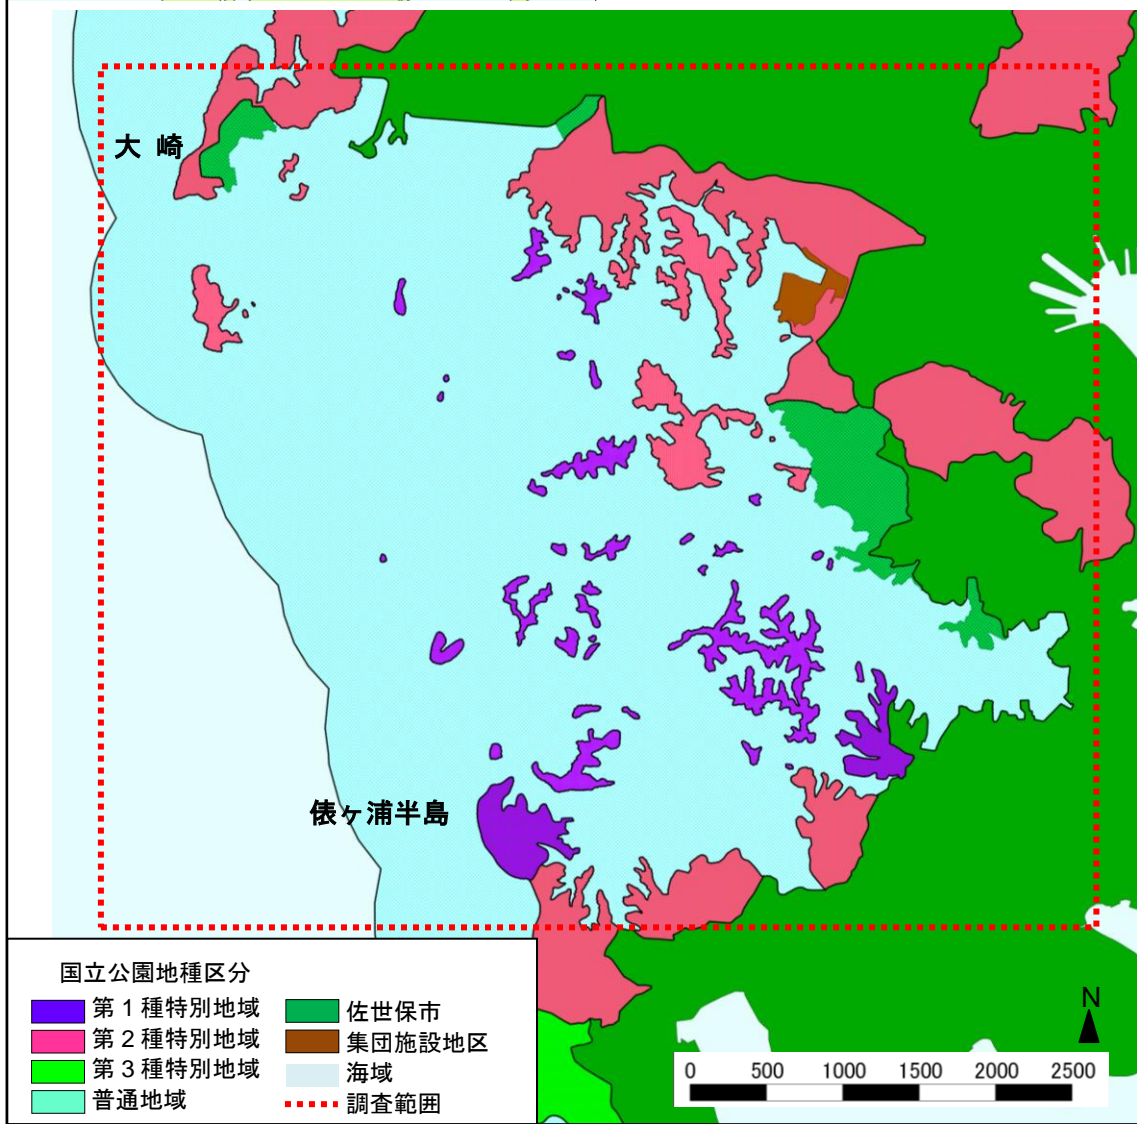 大崎
俵ヶ浦半島
国立公園地種区分
第1種特別地域
第2種特別地域
第3種特別地域
普通地域
佐世保市
集団施設地区
海域
調査範囲
N
0 500 1000 1500 2000 2500